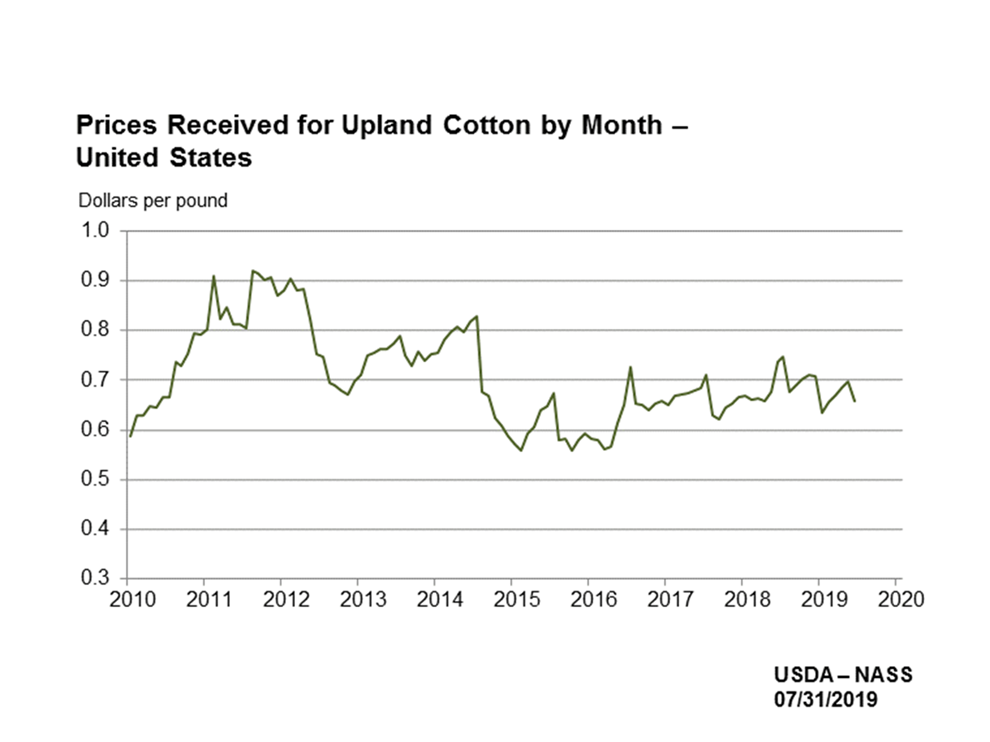 Prices Received for Upland Cotton by Month –
United States
Dollars per pound
1.0
0.9
0.8
0.7
0.6
0.5
0.4
0.3
2010 2011 2012 2013 2014 2015 2016 2017 2018 2019 2020
USDA – NASS
07/31/2019